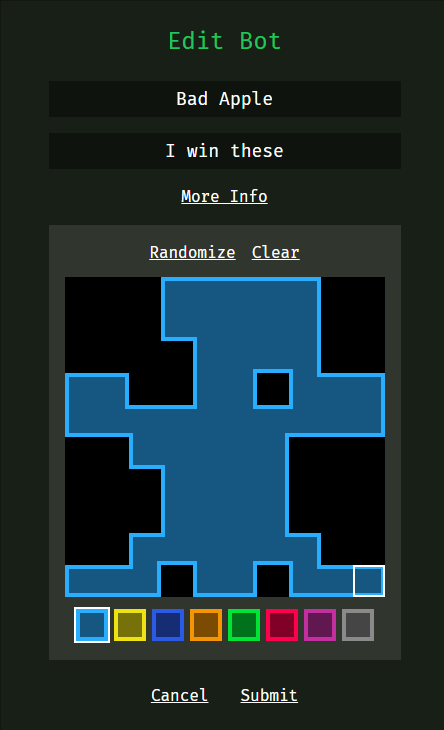 Edit Bot
Bad Apple
I win these
More Info
Randomize Clear
Cancel Submit